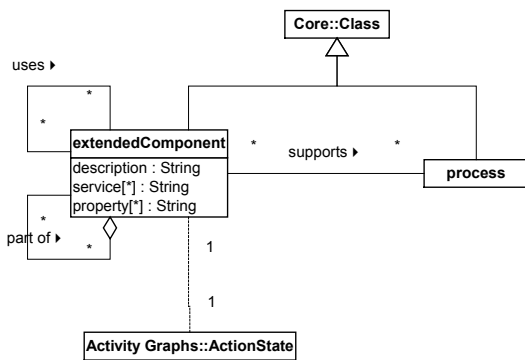 Core::Class
uses ▸
*
*
extendedComponent
description : String
service[*] : String
property[*] : String
*
supports ▸
*
process
*
part of ▸
*
1
1
Activity Graphs::ActionState